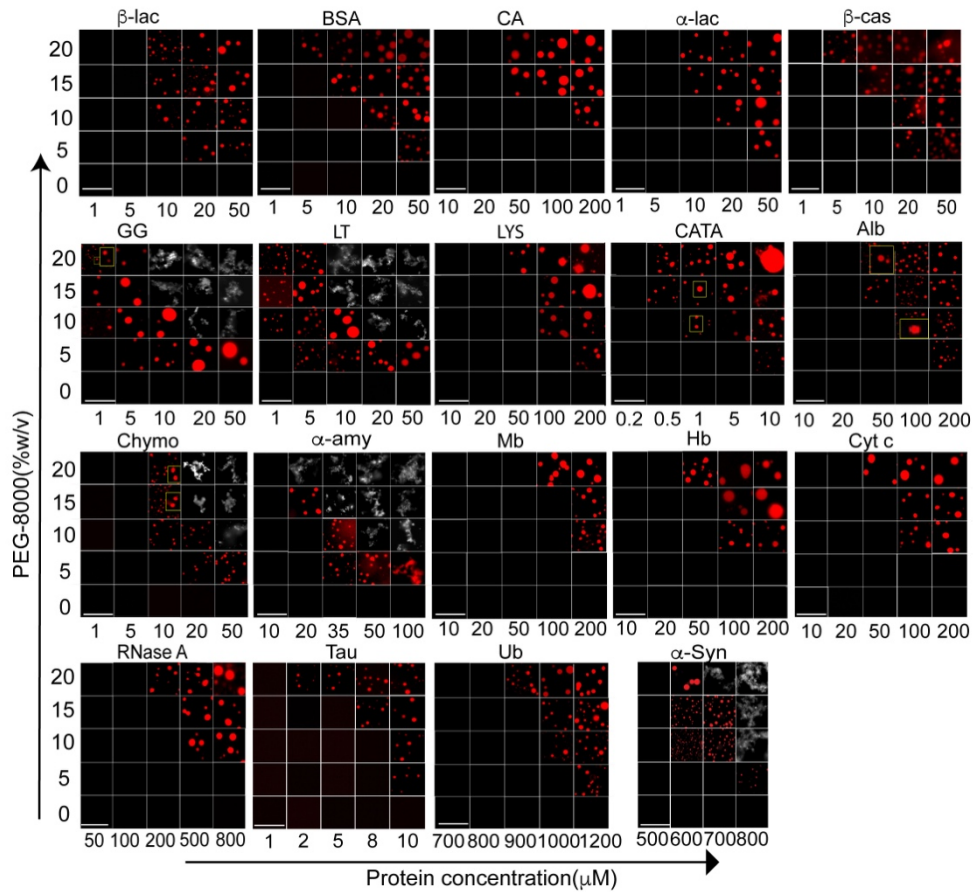 β-lac BSA CA α-lac β-cas
20
15
10
5
0
1 5 10 20 50 1 5 10 20 50 10 20 50 100 200 1 5 10 20 50 1 5 10 20 50
GG LT LYS CATA Alb
20
15
10
5
0
1 5 10 20 50 1 5 10 20 50 10 20 50 100 200 0.2 0.5 1 5 10 10 20 50 100 200
Chymo α-amy Mb Hb Cyt c
20
15
10
5
0
1 5 10 20 50 10 20 35 50 100 10 20 50 100 200 10 20 50 100 200 10 20 50 100 200
RNase A Tau Ub α-Syn
20
15
10
5
0
50 100 200 500 800 1 2 5 8 10 700 800 900 1000 1200 500 600 700 800
PEG-8000(%w/v)
Protein concentration(μM)